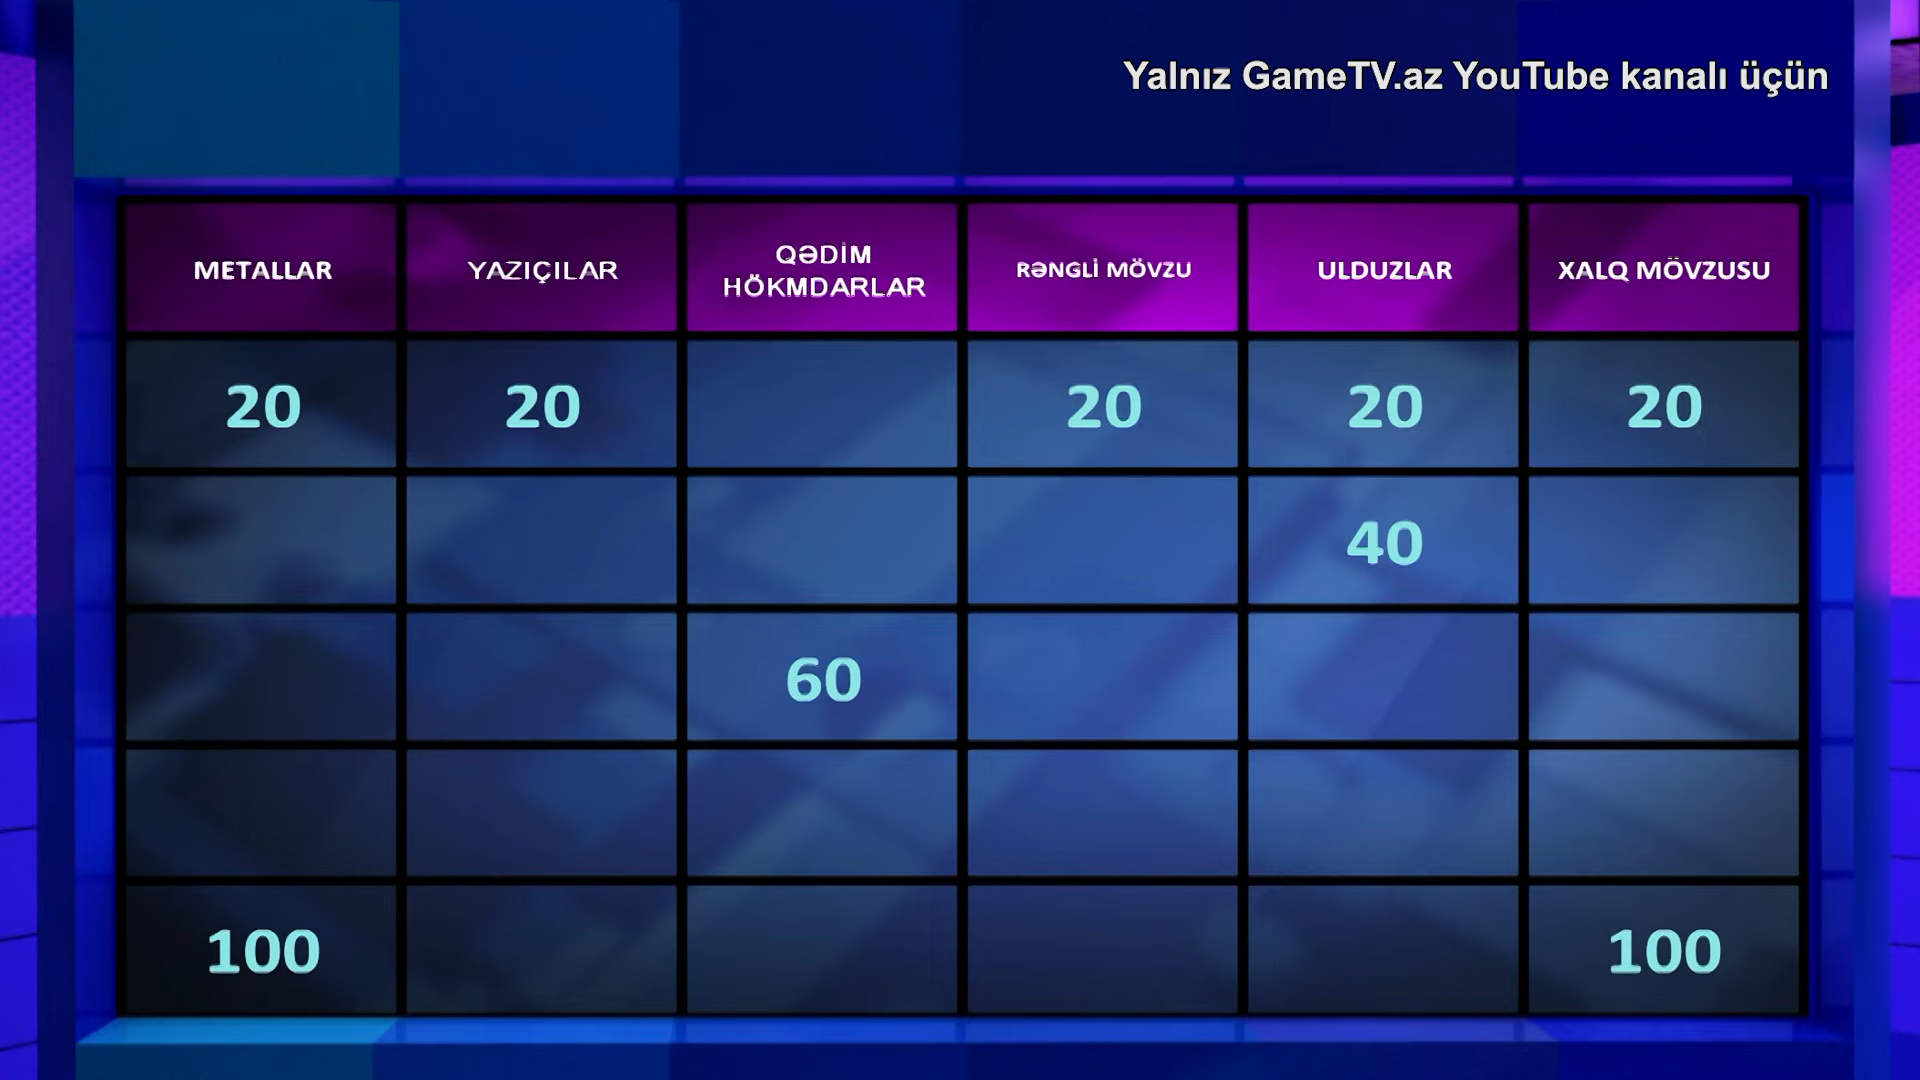 Yalnız GameTV.az YouTube kanalı üçün
METALLAR
YAZIÇILAR
QƏDİM
HÖKMDARLAR
RƏNGLİ MÖVZU
ULDUZLAR
XALQ MÖVZUSU
20 20 20 20 20
40
60
100 100